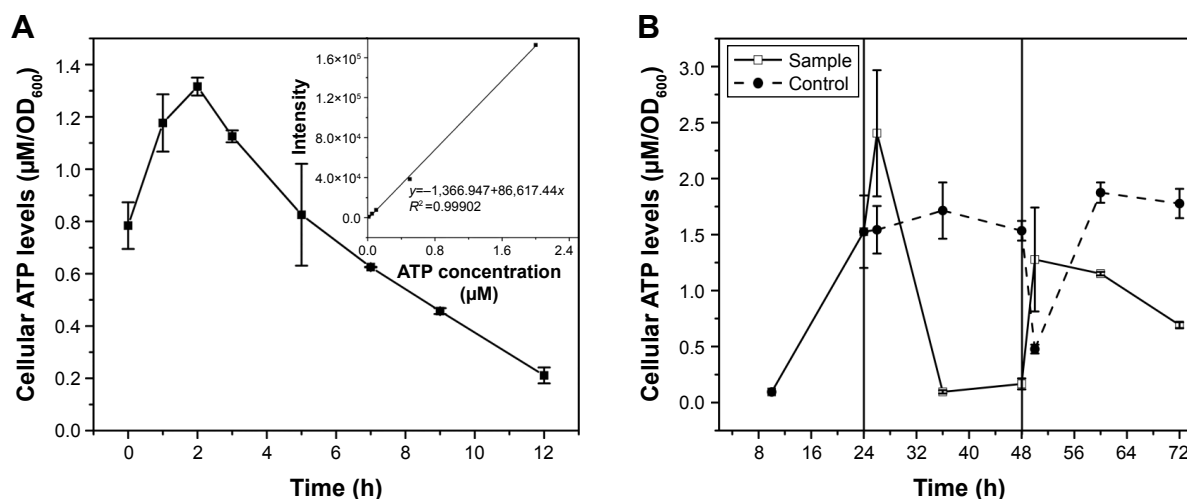 A
Cellular ATP levels (µM/OD600)
1.4
1.2
1.0
0.8
0.6
0.4
0.2
0.0
0 2 4 6 8 10 12
Time (h)
Intensity
1.6×10⁵
1.2×10⁵
8.0×10⁴
4.0×10⁴
0.0
y=–1,366.947+86,617.44x
R²=0.99902
0.0 0.8 1.6 2.4
ATP concentration
(µM)
B
Cellular ATP levels (µM/OD600)
3.0
2.5
2.0
1.5
1.0
0.5
0.0
Sample
Control
8 16 24 32 40 48 56 64 72
Time (h)